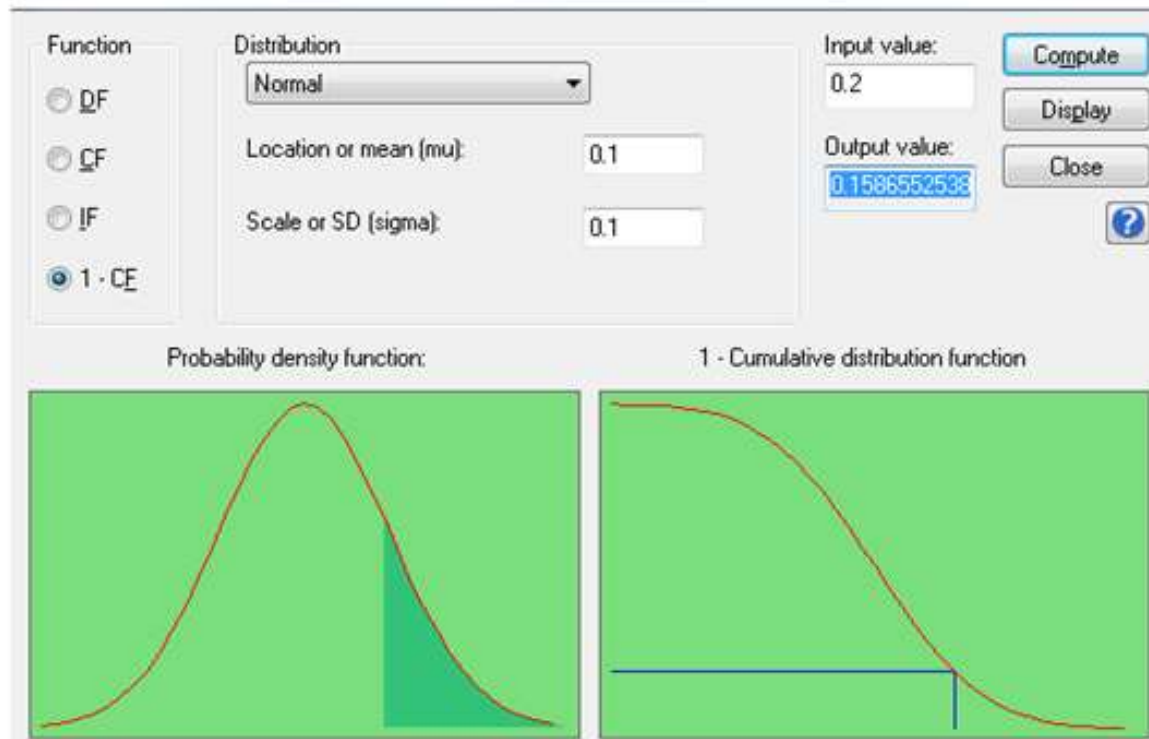 Function
DF
CF
IF
1 - CF
Distribution
Normal
Location or mean (mu): 0.1
Scale or SD (sigma): 0.1
Input value:
0.2
Output value:
0.1586552538
Compute
Display
Close
?
Probability density function:
1 - Cumulative distribution function